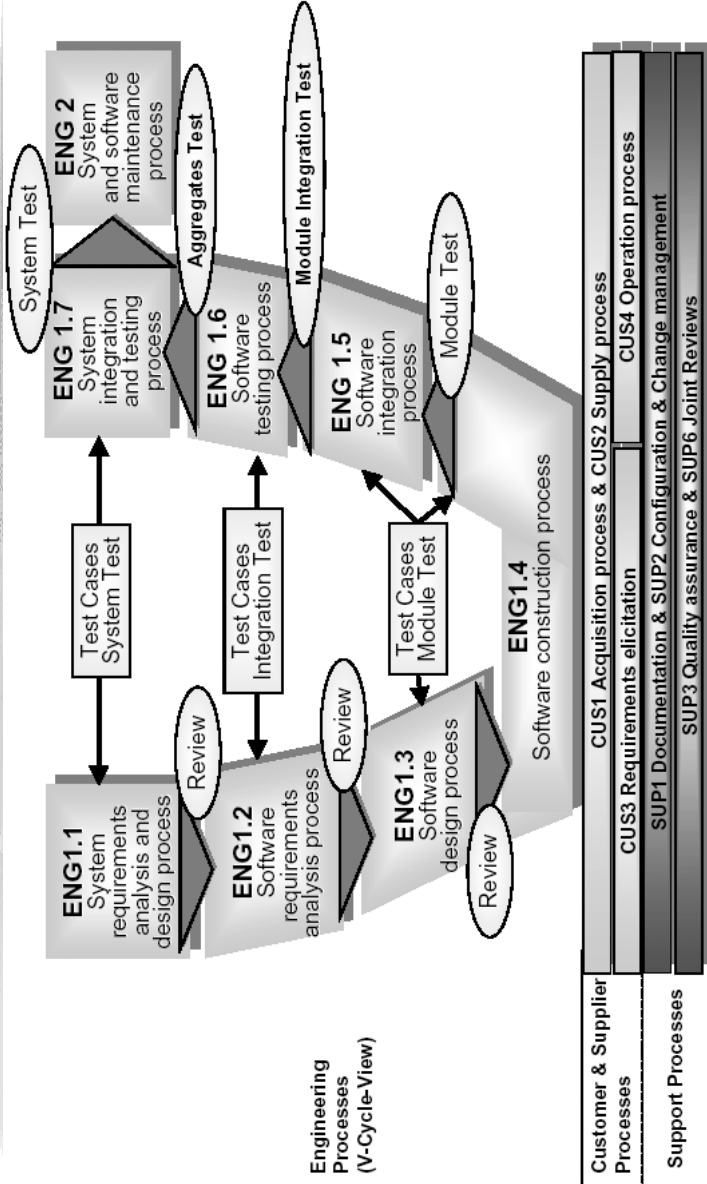 ENG1.1
System
requirements
analysis and
design process
Review
ENG1.2
Software
requirements
analysis process
Review
ENG1.3
Software
design process
Review
Test Cases
System Test
Test Cases
Integration Test
Test Cases
Module Test
ENG1.4
Software construction process
System Test
ENG 1.7
System
integration
and testing
process
ENG 2
System
and software
maintenance
process
Aggregates Test
ENG 1.6
Software
testing process
Module Integration Test
ENG 1.5
Software
integration
process
Module Test
Engineering
Processes
(V-Cycle-View)
Customer & Supplier
Processes
CUS1 Acquisition process & CUS2 Supply process
CUS3 Requirements elicitation
CUS4 Operation process
Support Processes
SUP1 Documentation & SUP2 Configuration & Change management
SUP3 Quality assurance & SUP6 Joint Reviews